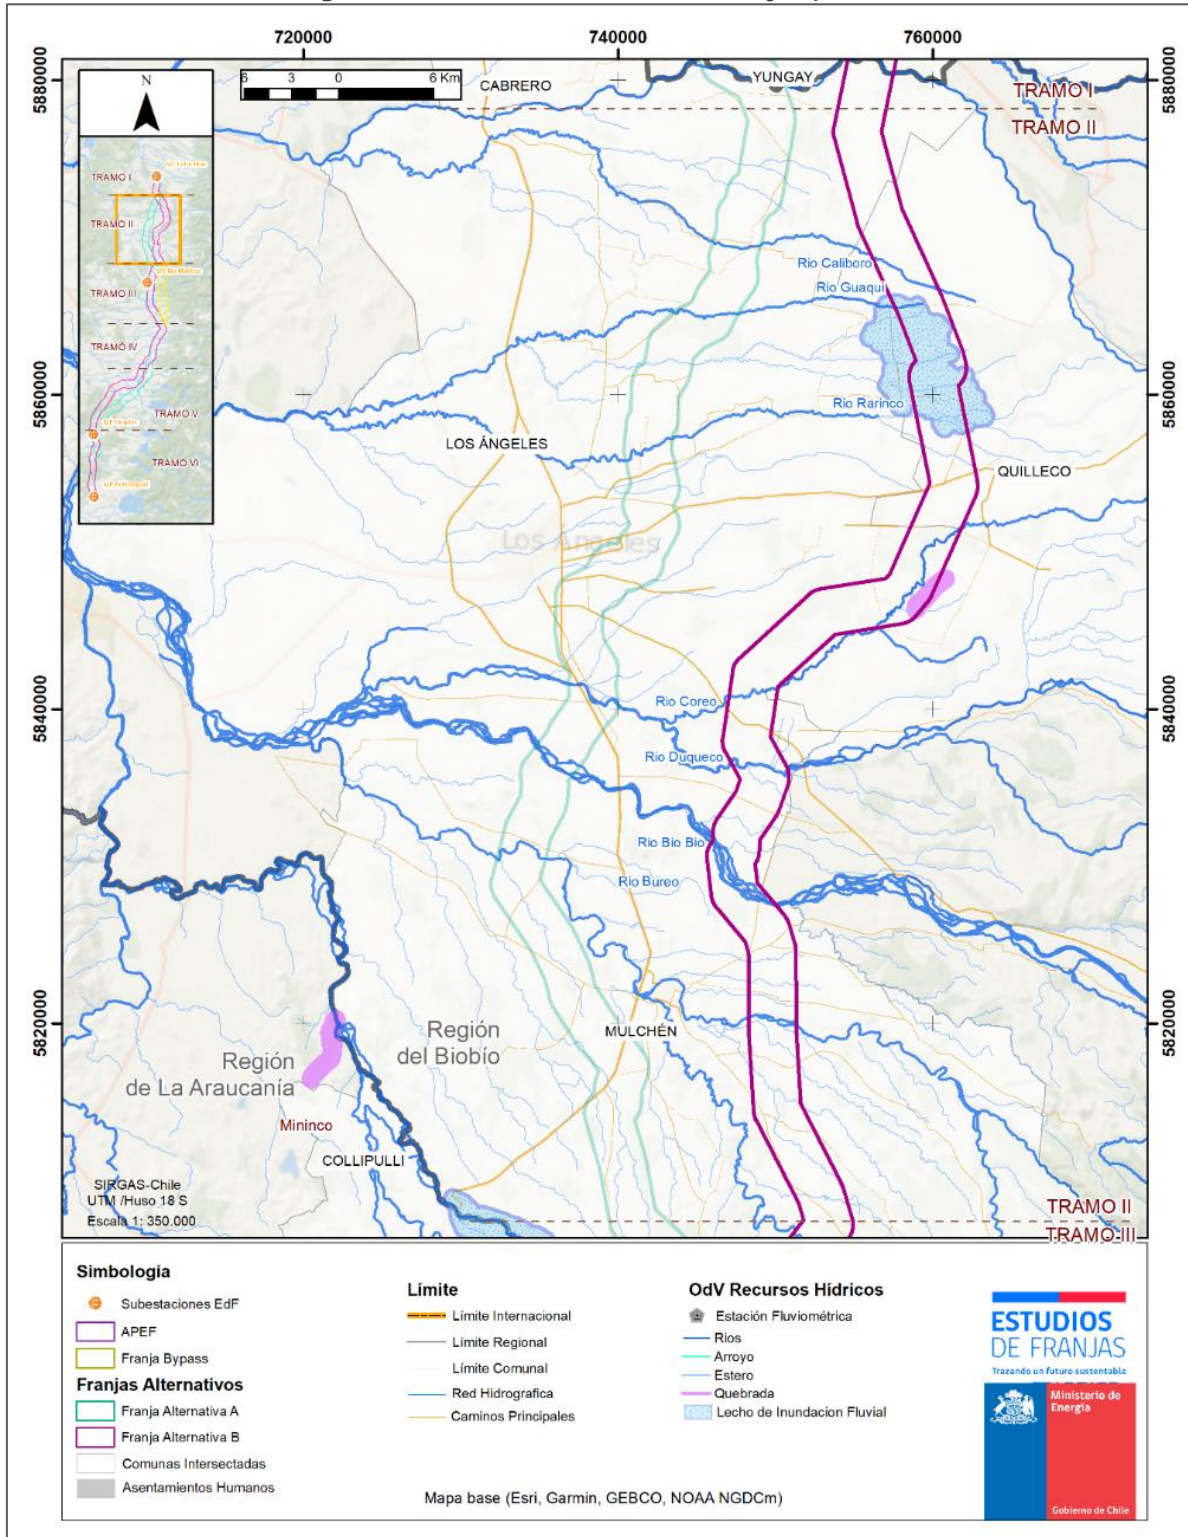 720000
740000
760000
5880000
5880000
N
6
3
0
6 Km
CABRERO
YUNGAY
TRAMO I
TRAMO II
TRAMO I
TRAMO II
TRAMO III
TRAMO IV
TRAMO V
TRAMO VI
Rio Caliboro
Rio Guaqui
5860000
5860000
Rio Rarinco
LOS ÁNGELES
QUILLECO
Los Ángeles
5840000
5840000
Rio Coreo
Rio Duqueco
Rio Bio Bio
Rio Bureo
5820000
5820000
MULCHÉN
Región
del Biobío
Región
de La Araucanía
Mininco
COLLIPULLI
SIRGAS-Chile
UTM /Huso 18 S
Escala 1: 350.000
TRAMO II
TRAMO III
Simbología
Subestaciones EdF
APEF
Franja Bypass
Franjas Alternativos
Franja Alternativa A
Franja Alternativa B
Comunas Intersectadas
Asentamientos Humanos
Límite
Límite Internacional
Límite Regional
Límite Comunal
Red Hidrografica
Caminos Principales
OdV Recursos Hídricos
Estación Fluviométrica
Rios
Arroyo
Estero
Quebrada
Lecho de Inundacion Fluvial
Mapa base (Esri, Garmin, GEBCO, NOAA NGDCm)
ESTUDIOS
DE FRANJAS
Trazando un futuro sustentable
Ministerio de
Energía
Gobierno de Chile